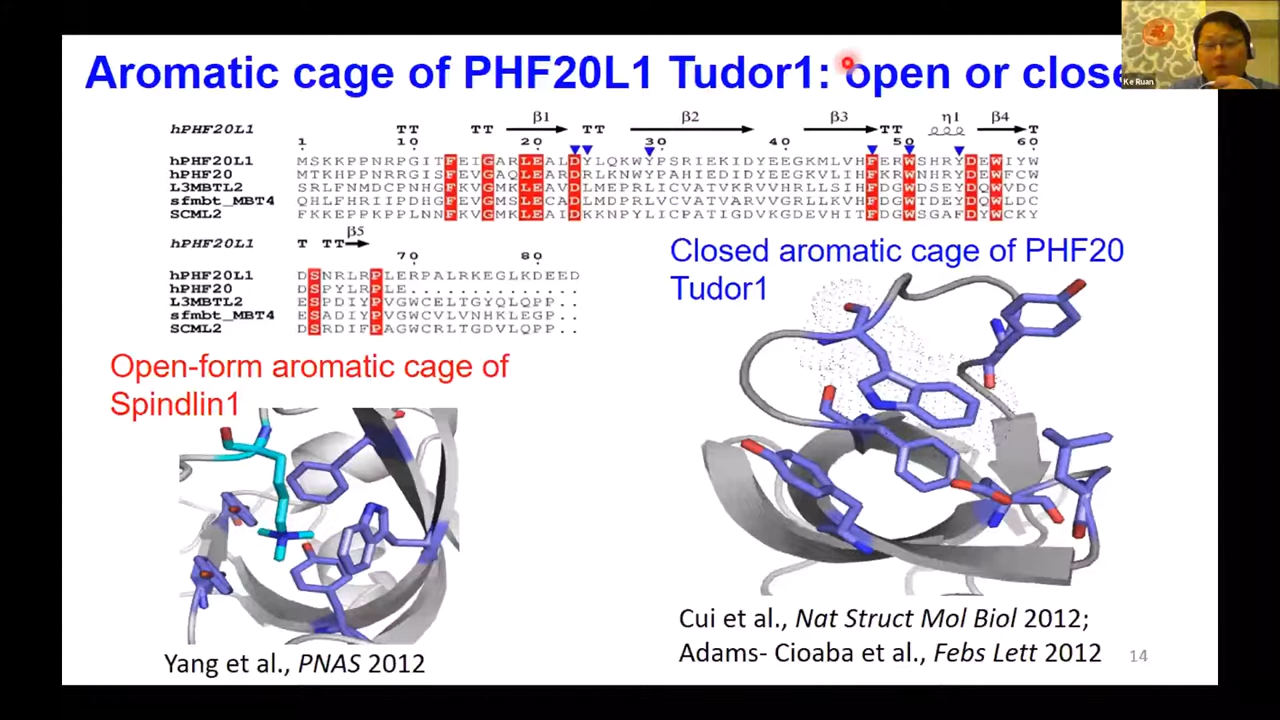 Aromatic cage of PHF20L1 Tudor1: open or close
Ke Ruan
β1 β2 β3 η1 β4
hPHF20L1 TT TT TT TT T
1 10 20 30 40 50 60
hPHF20L1 MSKKPPNRPGITFEVGARLEALDYLQKWYPSRIEKIDYEEGKMLVHFERWSHRYDEWIYW
hPHF20 MTKHPPNRRGISFEVGAQLEARDRLKNWYPAHIEDIDYEEGKVLIHFKRWNHRYDEWFCW
L3MBTL2 SRLFNMDCPNHGFKVGMKLEAVDLMEPRLICVATVKRVVHRLLSIHFDGWDSEYDQWVDC
sfmbt_MBT4 QHLFHRIIPDHGFEVGMSLECADLMDPRLVCVATVARVVGRLLKVHFDGWTDEYDQWLDC
SCML2 FKKEPPKPPLNNFKVGMKLEAIDKKNPYLICPATIGDVKGDEVHITFDGWSGAFDYWCKY
β5
hPHF20L1 T TT
70 80
hPHF20L1 DSNRLRPLERPALRKEGLKDEED
hPHF20 DSPYLRPLE..............
L3MBTL2 ESPDIYPVGWCELTGYQLQPP..
sfmbt_MBT4 ESADIYPVGWCVLVNHKLEGP..
SCML2 DSRDIFPAGWCRLTGDVLQPP..
Closed aromatic cage of PHF20
Tudor1
Open-form aromatic cage of
Spindlin1
Cui et al., Nat Struct Mol Biol 2012;
Adams- Cioaba et al., Febs Lett 2012
14
Yang et al., PNAS 2012